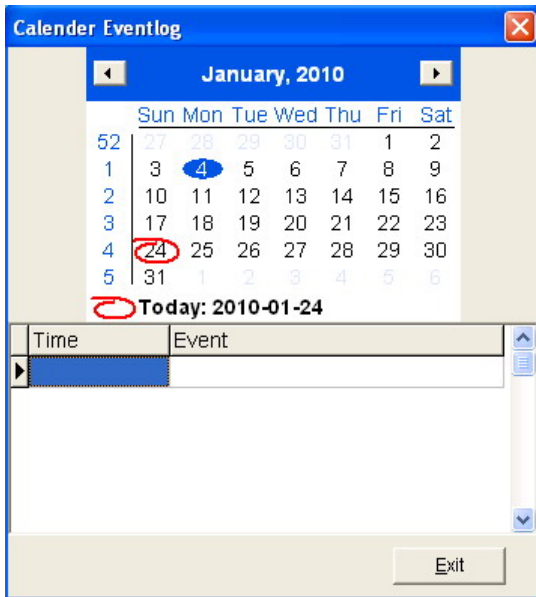 Calender Eventlog
January, 2010
Sun Mon Tue Wed Thu Fri Sat
52 27 28 29 30 31 1 2
1 3 4 5 6 7 8 9
2 10 11 12 13 14 15 16
3 17 18 19 20 21 22 23
4 24 25 26 27 28 29 30
5 31 1 2 3 4 5 6
Today: 2010-01-24
Time Event
Exit